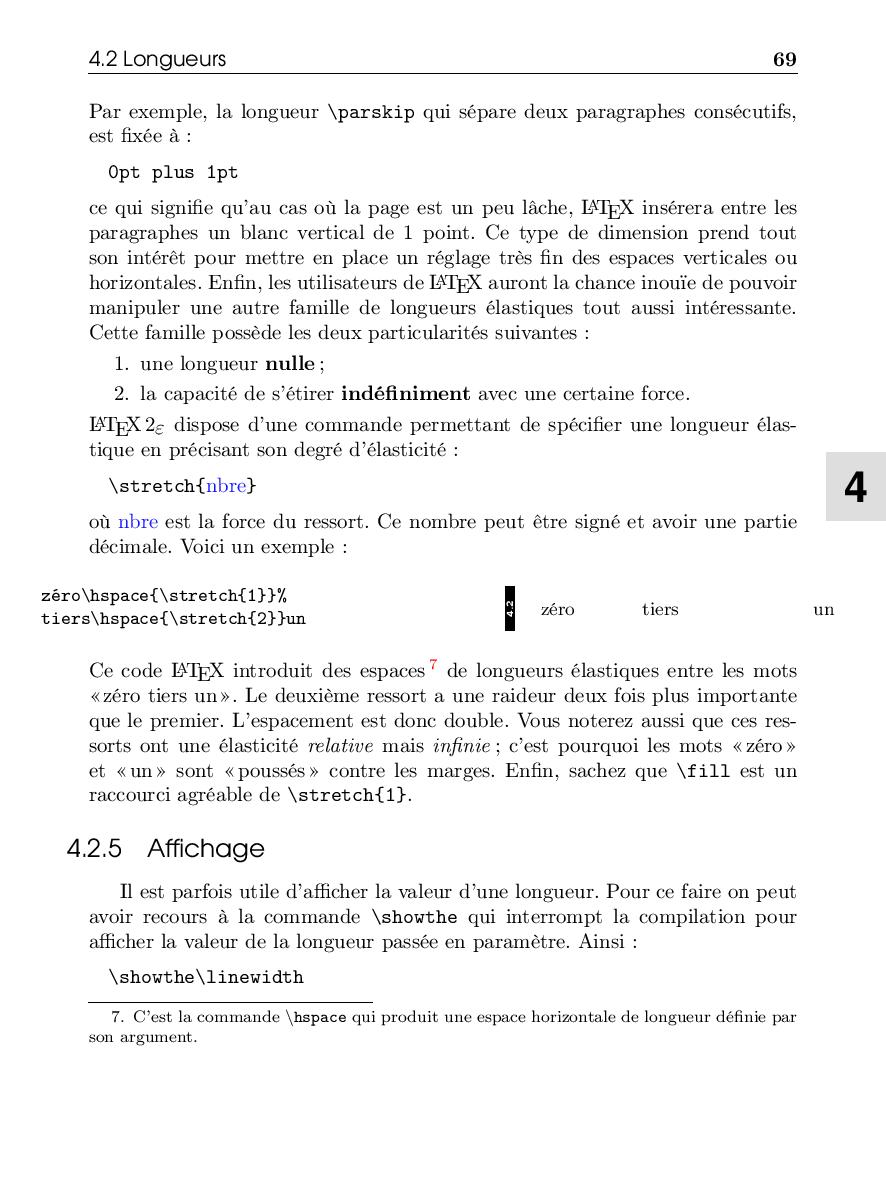 4.2 Longueurs 69
Par exemple, la longueur \parskip qui sépare deux paragraphes consécutifs,
est fixée à :
0pt plus 1pt
ce qui signifie qu'au cas où la page est un peu lâche, LATEX insérera entre les
paragraphes un blanc vertical de 1 point. Ce type de dimension prend tout
son intérêt pour mettre en place un réglage très fin des espaces verticales ou
horizontales. Enfin, les utilisateurs de LATEX auront la chance inouïe de pouvoir
manipuler une autre famille de longueurs élastiques tout aussi intéressante.
Cette famille possède les deux particularités suivantes :
1. une longueur nulle ;
2. la capacité de s'étirer indéfiniment avec une certaine force.
LATEX 2ε dispose d'une commande permettant de spécifier une longueur élas-
tique en précisant son degré d'élasticité :
\stretch{nbre}
4
où nbre est la force du ressort. Ce nombre peut être signé et avoir une partie
décimale. Voici un exemple :
zéro\hspace{\stretch{1}}%
tiers\hspace{\stretch{2}}un
4.2
zéro tiers un
Ce code LATEX introduit des espaces 7 de longueurs élastiques entre les mots
« zéro tiers un ». Le deuxième ressort a une raideur deux fois plus importante
que le premier. L'espacement est donc double. Vous noterez aussi que ces res-
sorts ont une élasticité relative mais infinie ; c'est pourquoi les mots « zéro »
et « un » sont « poussés » contre les marges. Enfin, sachez que \fill est un
raccourci agréable de \stretch{1}.
4.2.5 Affichage
Il est parfois utile d'afficher la valeur d'une longueur. Pour ce faire on peut
avoir recours à la commande \showthe qui interrompt la compilation pour
afficher la valeur de la longueur passée en paramètre. Ainsi :
\showthe\linewidth
7. C'est la commande \hspace qui produit une espace horizontale de longueur définie par
son argument.